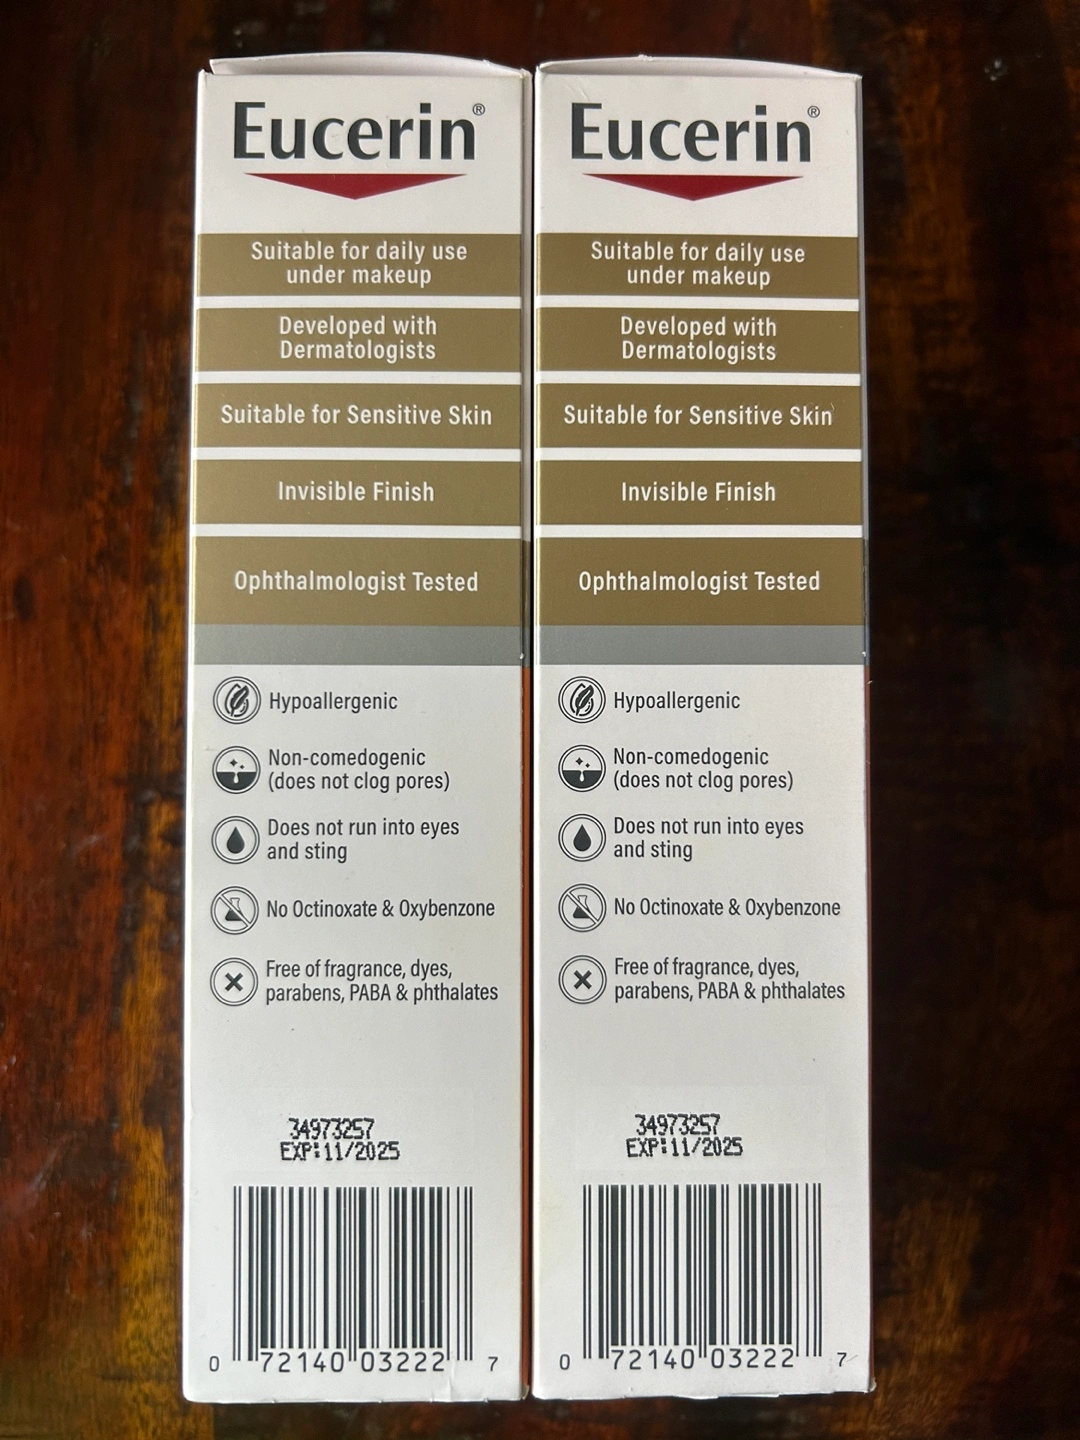 Eucerin®
Suitable for daily use
under makeup
Developed with
Dermatologists
Suitable for Sensitive Skin
Invisible Finish
Ophthalmologist Tested
Hypoallergenic
Non-comedogenic
(does not clog pores)
Does not run into eyes
and sting
No Octinoxate & Oxybenzone
Free of fragrance, dyes,
parabens, PABA & phthalates
34973257
EXP:11/2025
0 72140 03222 7
Eucerin®
Suitable for daily use
under makeup
Developed with
Dermatologists
Suitable for Sensitive Skin
Invisible Finish
Ophthalmologist Tested
Hypoallergenic
Non-comedogenic
(does not clog pores)
Does not run into eyes
and sting
No Octinoxate & Oxybenzone
Free of fragrance, dyes,
parabens, PABA & phthalates
34973257
EXP:11/2025
0 72140 03222 7